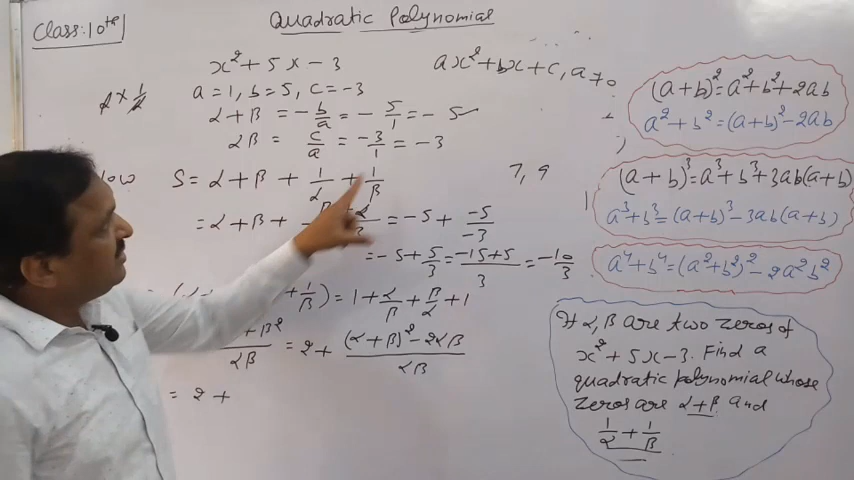 Class: 10th
Quadratic Polynomial
x² + 5x - 3
ax² + bx + c, a ≠ 0
a = 1, b = 5, c = -3
α + β = -b/a = -5/1 = -5
αβ = c/a = -3/1 = -3
S = α + β + 1/α + 1/β
7, 9
= α + β + = -5 + -5/-3
= -5 + 5/3 = -15+5/3 = -10/3
+ 1/β) = 1 + α/β + β/α + 1
+ β²/αβ = 2 + (α+β)² - 2αβ/αβ
= 2 +
(a+b)² = a² + b² + 2ab
a² + b² = (a+b)² - 2ab
(a+b)³ = a³ + b³ + 3ab(a+b)
a³ + b³ = (a+b)³ - 3ab(a+b)
a⁴ + b⁴ = (a² + b²)² - 2a²b²
If α, β are two zeros of
x² + 5x - 3. Find a
quadratic polynomial whose
zeros are α+β and
1/α + 1/β